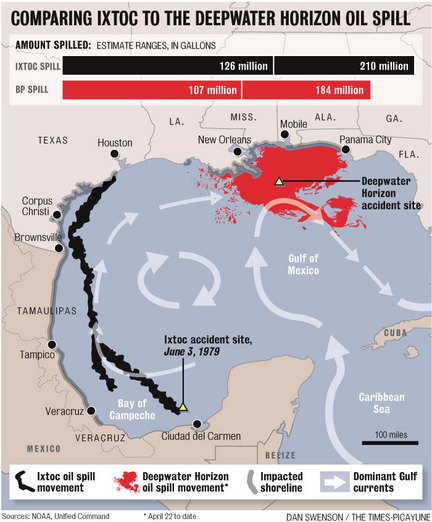 COMPARING IXTOC TO THE DEEPWATER HORIZON OIL SPILL
AMOUNT SPILLED: ESTIMATE RANGES, IN GALLONS
IXTOC SPILL 126 million 210 million
BP SPILL 107 million 184 million
LA. MISS. ALA. GA.
TEXAS
Houston
New Orleans
Mobile
Panama City
FLA.
Deepwater
Horizon
accident site
Corpus
Christi
Brownsville
Gulf of
Mexico
TAMAULIPAS
CUBA
Ixtoc accident site,
June 3, 1979
Tampico
Caribbean
Sea
Bay of
Campeche
Veracruz
VERACRUZ
Ciudad del Carmen
100 miles
MEXICO
BELIZE
Ixtoc oil spill
movement
Deepwater Horizon
oil spill movement*
Impacted
shoreline
Dominant Gulf
currents
Sources; NOAA, Unified Command
* April 22 to date
DAN SWENSON / THE TIMES-PICAYUNE